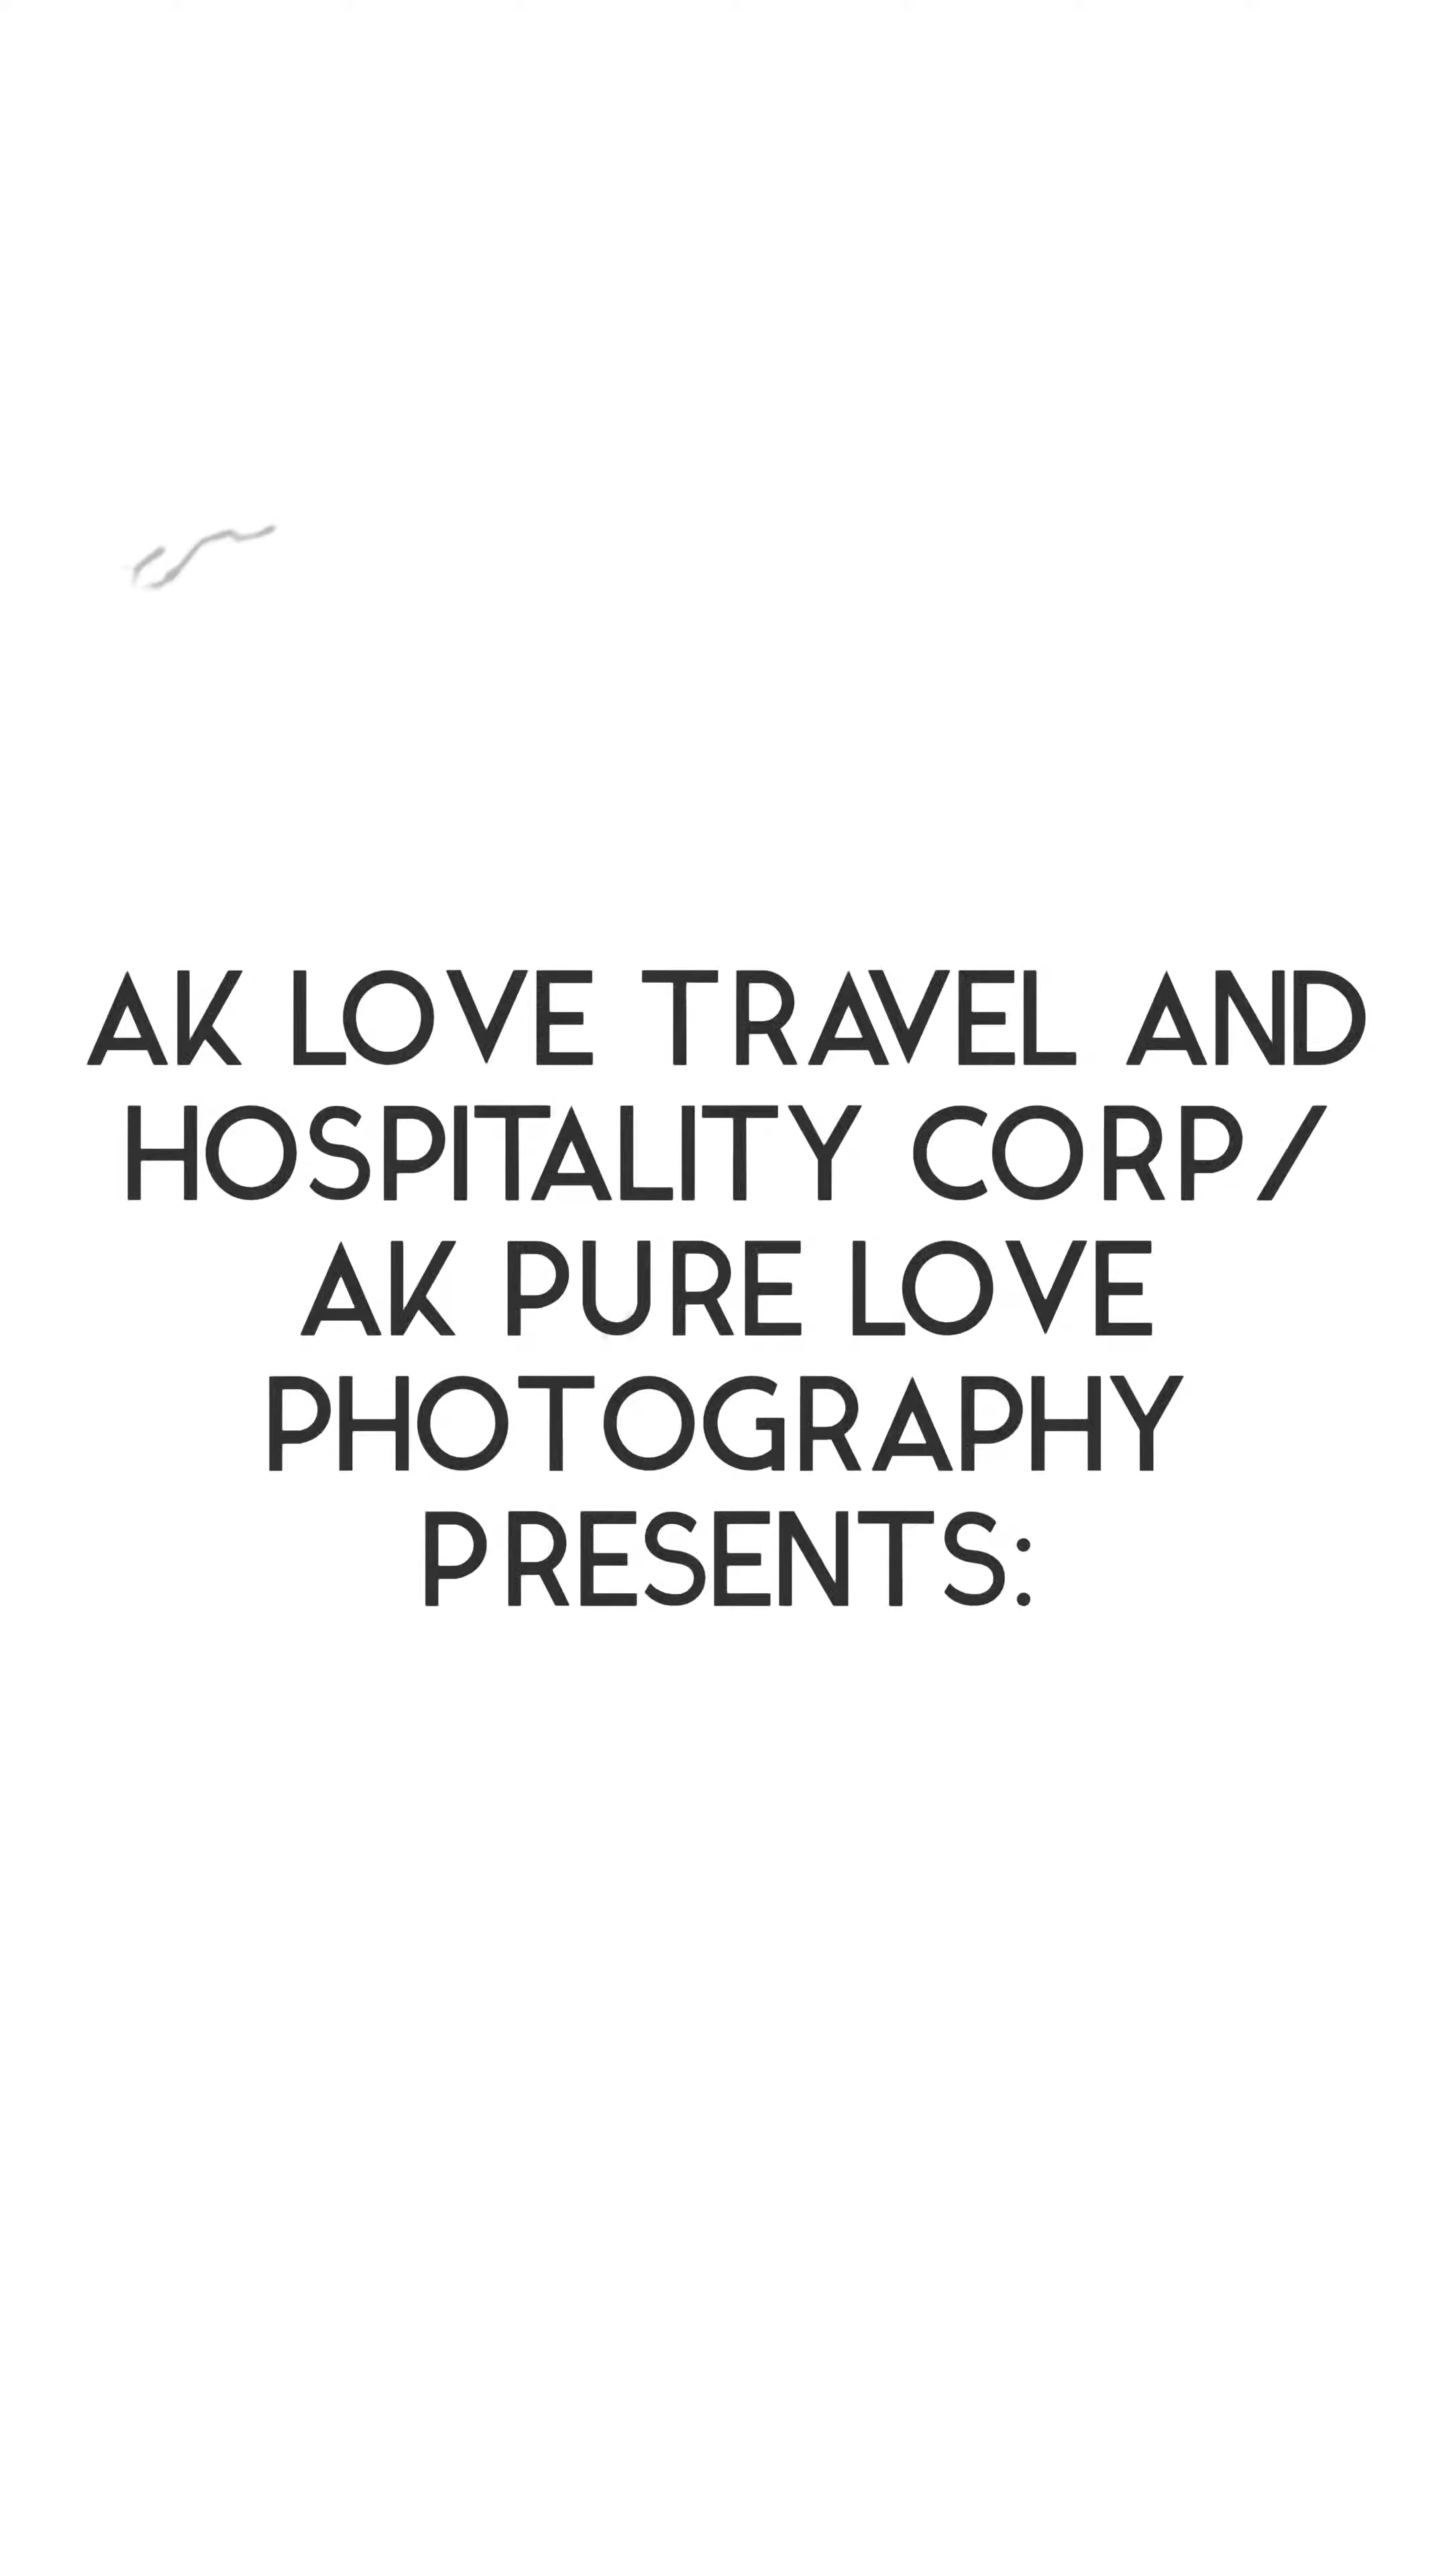 AK LOVE TRAVEL AND
HOSPITALITY CORP/
AK PURE LOVE
PHOTOGRAPHY
PRESENTS: